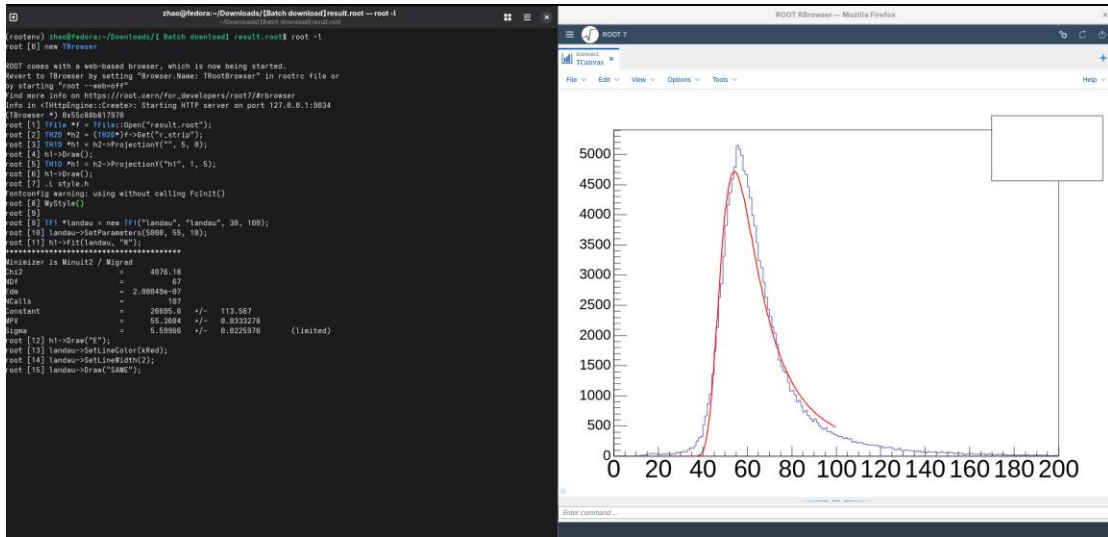 zhao@fedora:~/Downloads/[Batch download]result.root — root -l
~/Downloads/[Batch download]result.root
(rootenv) zhao@fedora:~/Downloads/[ Batch download] result.root$ root -l
root [0] new TBrowser
ROOT comes with a web-based browser, which is now being started.
Revert to TBrowser by setting "Browser.Name: TRootBrowser" in rootrc file or
by starting "root --web=off"
Find more info on https://root.cern/for_developers/root7/#rbrowser
Info in <THttpEngine::Create>: Starting HTTP server on port 127.0.0.1:9034
(TBrowser *) 0x55c88b817970
root [1] TFile *f = TFile::Open("result.root");
root [2] TH2D *h2 = (TH2D*)f->Get("r_strip");
root [3] TH1D *h1 = h2->ProjectionY("", 5, 0);
root [4] h1->Draw();
root [5] TH1D *h1 = h2->ProjectionY("h1", 1, 5);
root [6] h1->Draw();
root [7] .L style.h
Fontconfig warning: using without calling FcInit()
root [8] MyStyle()
root [9]
root [9] TF1 *landau = new TF1("landau", "landau", 30, 100);
root [10] landau->SetParameters(5000, 55, 10);
root [11] h1->Fit(landau, "R");
****************************************
Minimizer is Minuit2 / Migrad
Chi2 = 4076.18
NDf = 67
Edm = 2.00049e-07
NCalls = 107
Constant = 26095.6 +/- 113.567
MPV = 55.3604 +/- 0.0333278
Sigma = 5.59966 +/- 0.0225976 (limited)
root [12] h1->Draw("E");
root [13] landau->SetLineColor(kRed);
root [14] landau->SetLineWidth(2);
root [15] landau->Draw("SAME");
ROOT RBrowser — Mozilla Firefox
ROOT 7
tcanvas1
TCanvas
File Edit View Options Tools Help
5000
4500
4000
3500
3000
2500
2000
1500
1000
500
0
0 20 40 60 80 100 120 140 160 180 200
Enter command ...